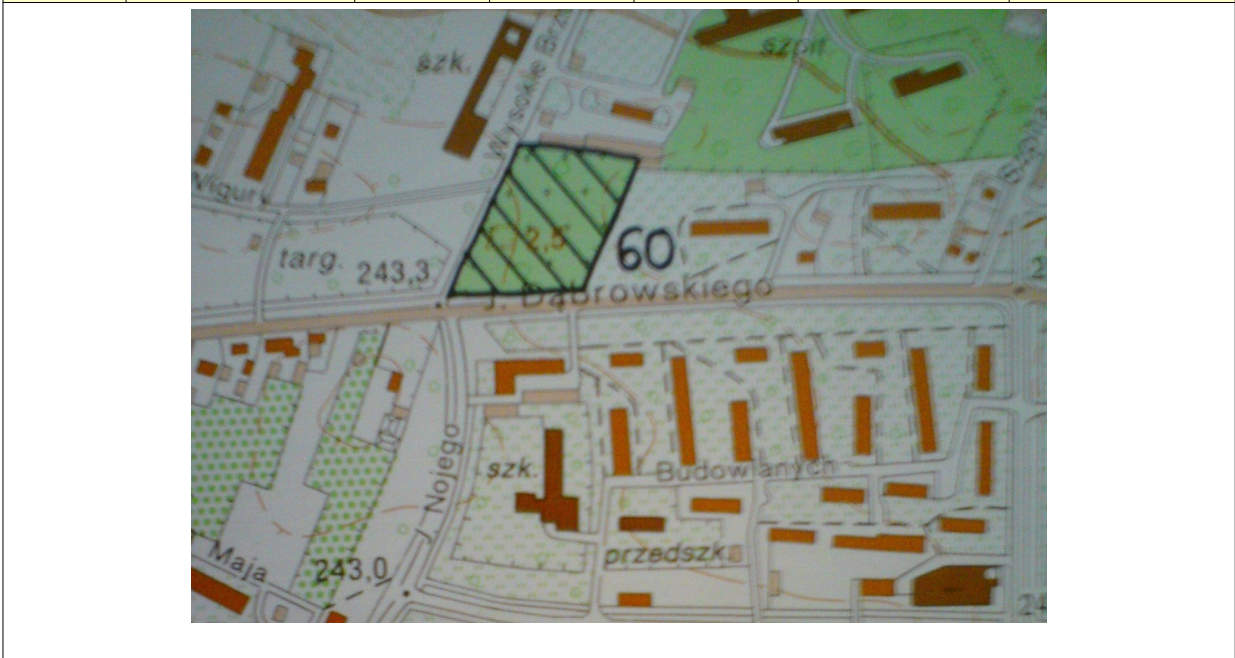 szpit.
szk.
Wysokie Brz
Wigury
targ.
243,3
2,5
60
J. Dąbrowskiego
szk.
J. Nojego
Budowlanych
przedszk.
Maja
243,0